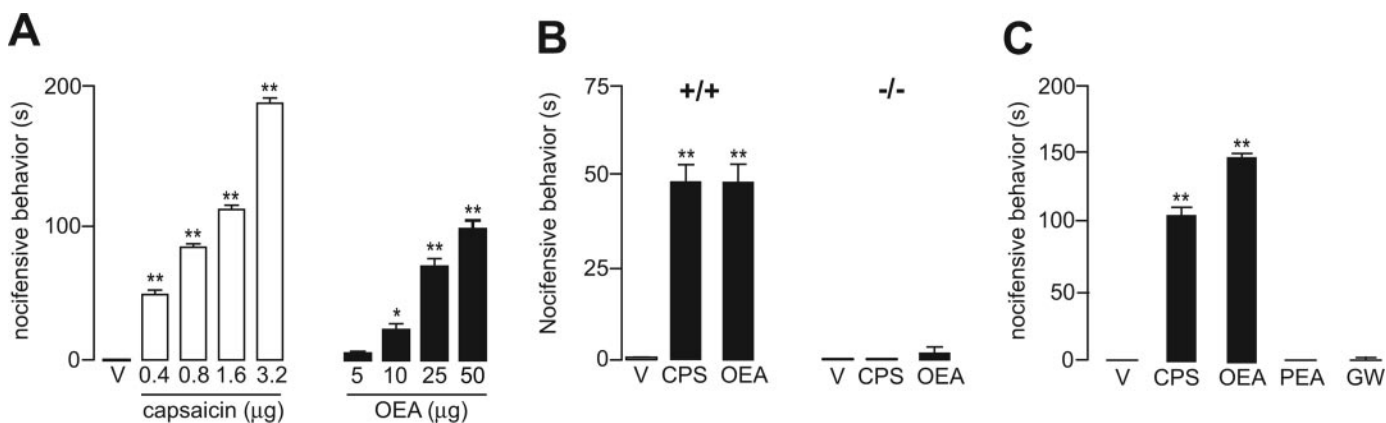 A
nocifensive behavior (s)
200
100
0
**
**
**
**
*
**
**
V 0.4 0.8 1.6 3.2 5 10 25 50
capsaicin (μg) OEA (μg)
B
Nocifensive behavior (s)
75
50
25
0
+/+ -/-
** **
V CPS OEA V CPS OEA
C
nocifensive behavior (s)
200
150
100
50
0
**
**
V CPS OEA PEA GW